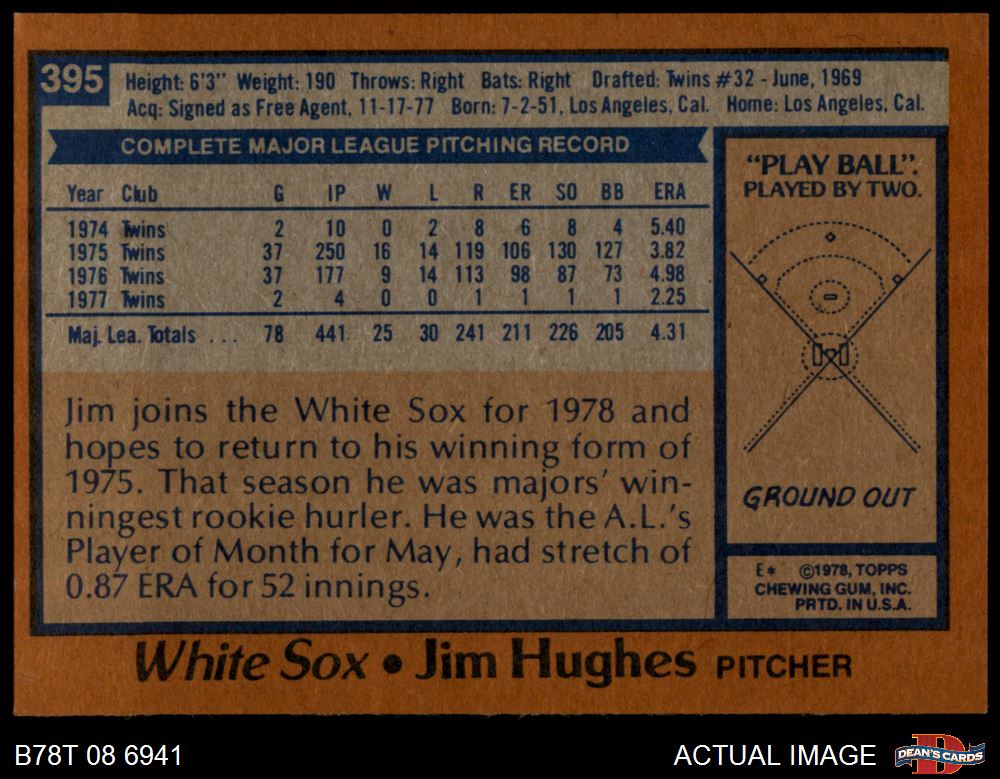 395
Height: 6'3" Weight: 190 Throws: Right Bats: Right Drafted: Twins #32 - June, 1969
Acq: Signed as Free Agent, 11-17-77 Born: 7-2-51, Los Angeles, Cal. Home: Los Angeles, Cal.
COMPLETE MAJOR LEAGUE PITCHING RECORD
Year Club G IP W L R ER SO BB ERA
1974 Twins 2 10 0 2 8 6 8 4 5.40
1975 Twins 37 250 16 14 119 106 130 127 3.82
1976 Twins 37 177 9 14 113 98 87 73 4.98
1977 Twins 2 4 0 0 1 1 1 1 2.25
Maj. Lea. Totals ... 78 441 25 30 241 211 226 205 4.31
Jim joins the White Sox for 1978 and
hopes to return to his winning form of
1975. That season he was majors' win-
ningest rookie hurler. He was the A.L.'s
Player of Month for May, had stretch of
0.87 ERA for 52 innings.
"PLAY BALL".
PLAYED BY TWO.
GROUND OUT
E* ©1978, TOPPS
CHEWING GUM, INC.
PRTD. IN U.S.A.
White Sox • Jim Hughes PITCHER
B78T 08 6941
ACTUAL IMAGE
D
DEAN'S CARDS